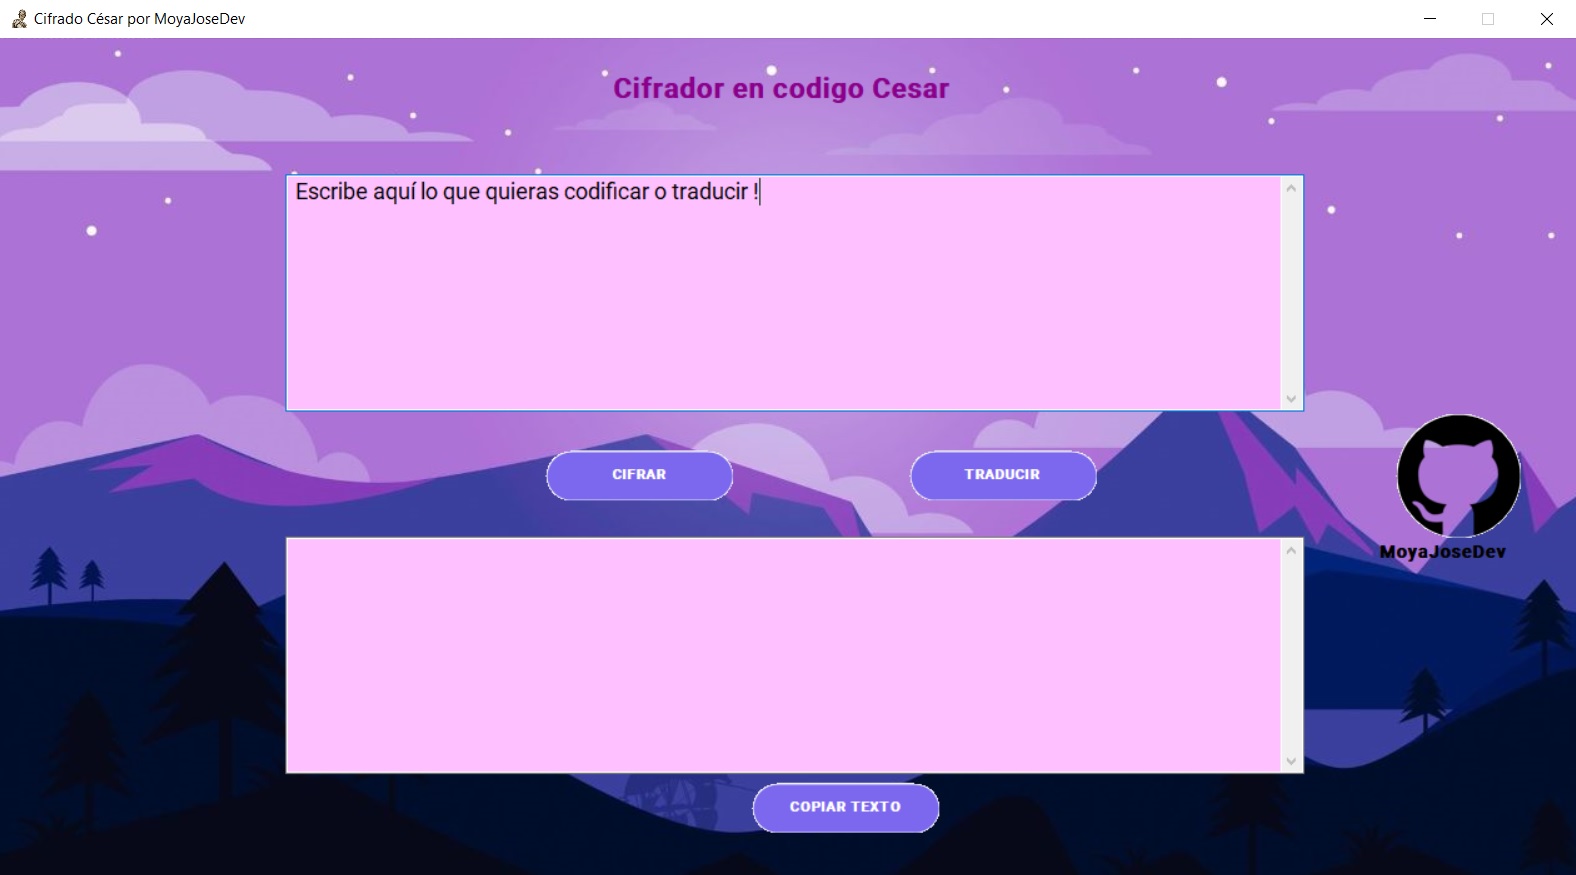 Cifrado César por MoyaJoseDev
Cifrador en codigo Cesar
Escribe aquí lo que quieras codificar o traducir !
CIFRAR
TRADUCIR
MoyaJoseDev
COPIAR TEXTO